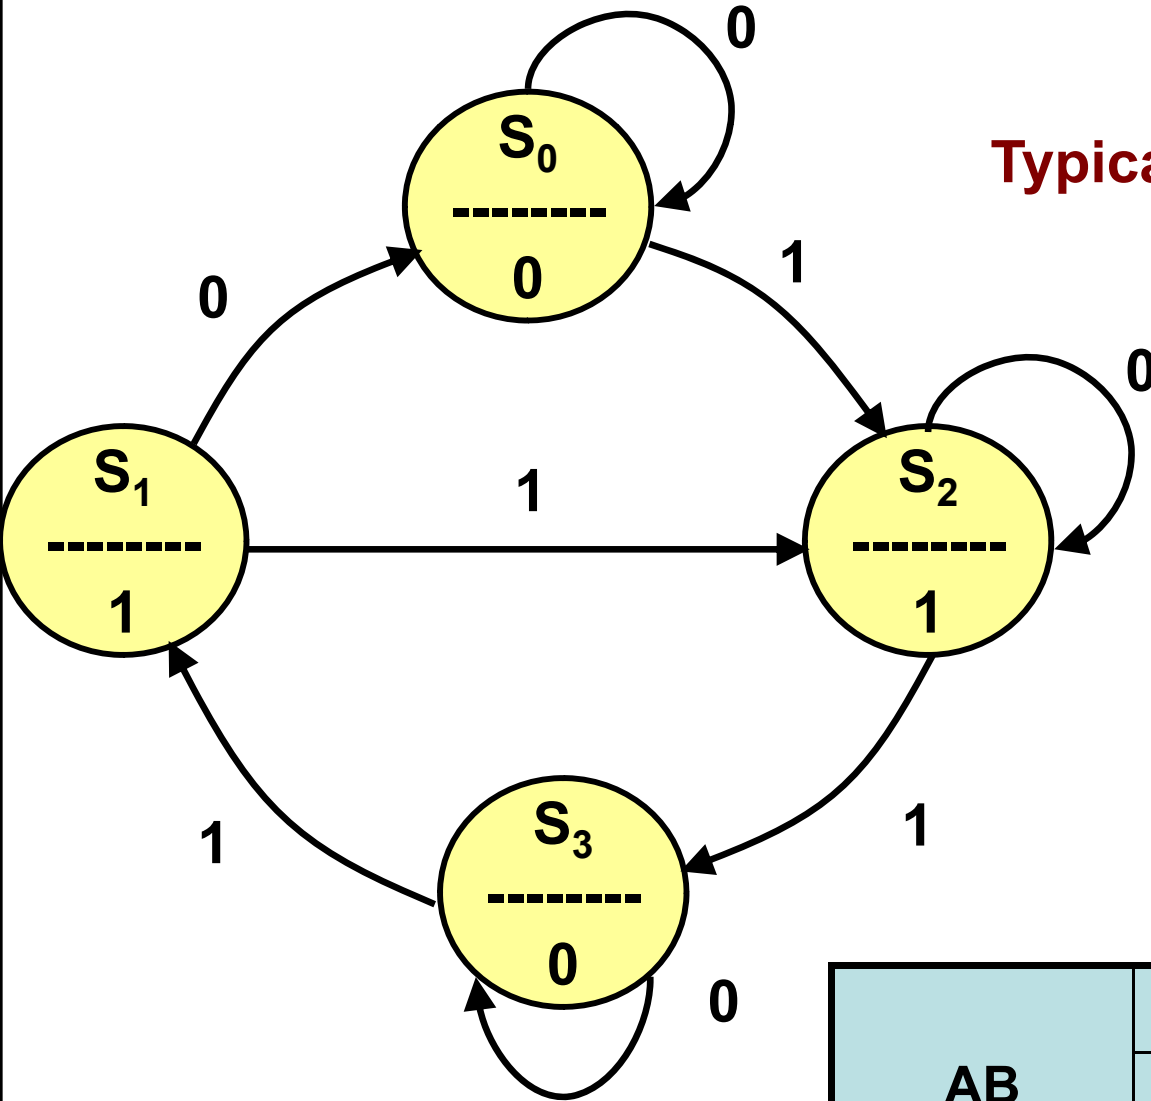 0
S0
--------
0
Typica
1
0
0
S1
--------
1
1
S2
--------
1
1
1
S3
--------
0
0
AB